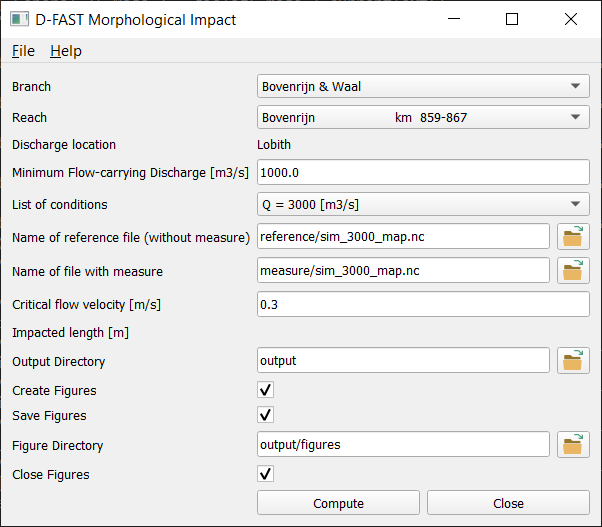 D-FAST Morphological Impact
File Help
Branch Bovenrijn & Waal
Reach Bovenrijn km 859-867
Discharge location Lobith
Minimum Flow-carrying Discharge [m3/s] 1000.0
List of conditions Q = 3000 [m3/s]
Name of reference file (without measure) reference/sim_3000_map.nc
Name of file with measure measure/sim_3000_map.nc
Critical flow velocity [m/s] 0.3
Impacted length [m]
Output Directory output
Create Figures
Save Figures
Figure Directory output/figures
Close Figures
Compute Close